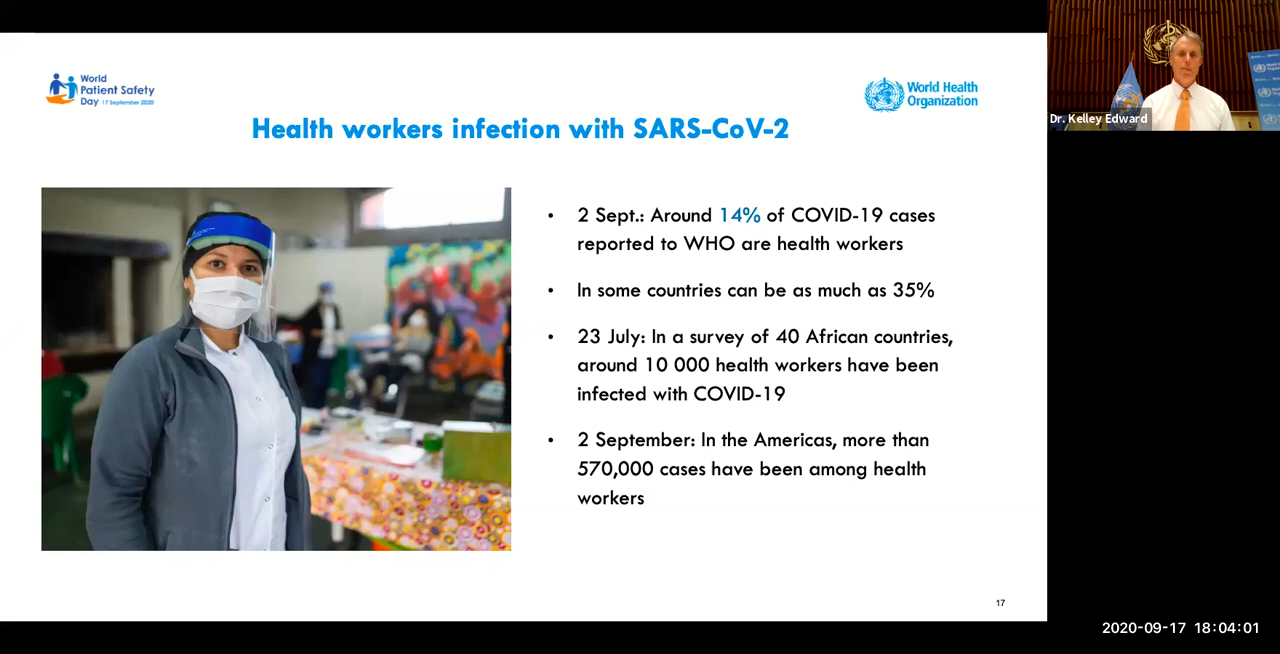 World
Patient Safety
Day 17 September 2020
World Health
Organization
Health workers infection with SARS-CoV-2
• 2 Sept.: Around 14% of COVID-19 cases
reported to WHO are health workers
• In some countries can be as much as 35%
• 23 July: In a survey of 40 African countries,
around 10 000 health workers have been
infected with COVID-19
• 2 September: In the Americas, more than
570,000 cases have been among health
workers
17
Dr. Kelley Edward
2020-09-17 18:04:01